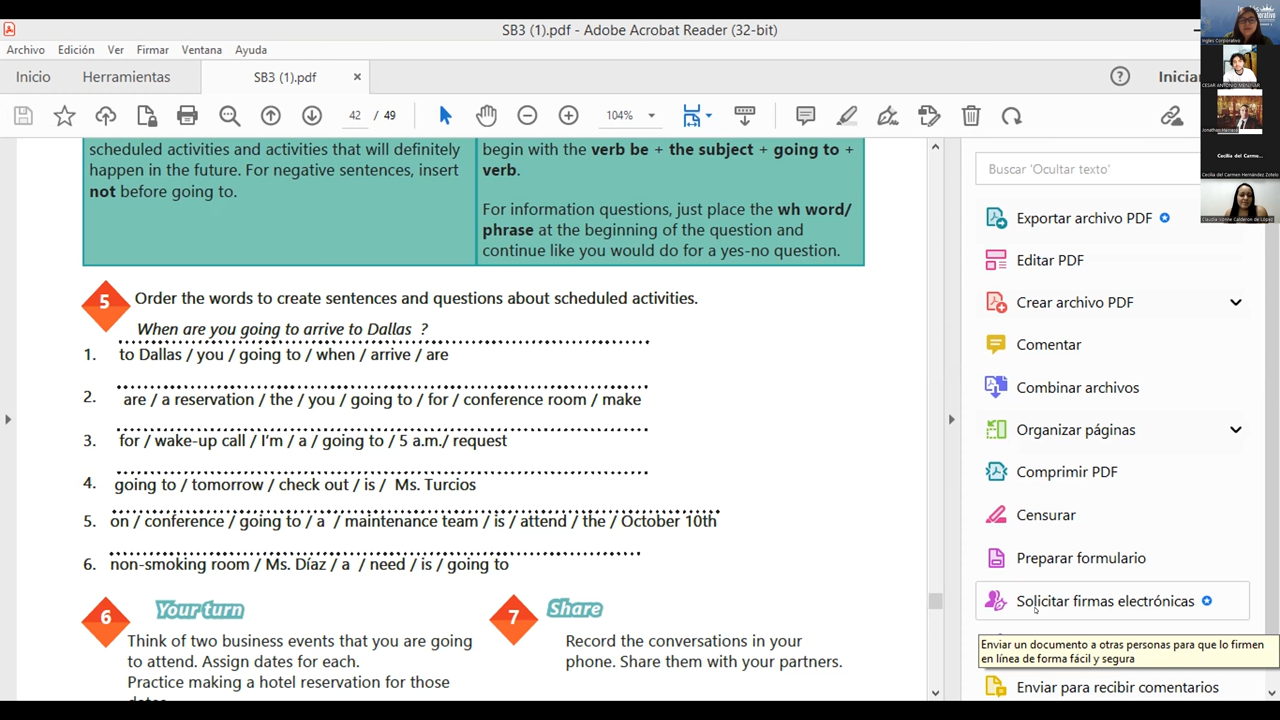 SB3 (1).pdf - Adobe Acrobat Reader (32-bit)
Archivo Edición Ver Firmar Ventana Ayuda
Inicio Herramientas SB3 (1).pdf × Iniciar
42 / 49 104%
scheduled activities and activities that will definitely
happen in the future. For negative sentences, insert
not before going to.
begin with the verb be + the subject + going to +
verb.
For information questions, just place the wh word/
phrase at the beginning of the question and
continue like you would do for a yes-no question.
5 Order the words to create sentences and questions about scheduled activities.
When are you going to arrive to Dallas ?
1. to Dallas / you / going to / when / arrive / are
2. are / a reservation / the / you / going to / for / conference room / make
3. for / wake-up call / I'm / a / going to / 5 a.m./ request
4. going to / tomorrow / check out / is / Ms. Turcios
5. on / conference / going to / a / maintenance team / is / attend / the / October 10th
6. non-smoking room / Ms. Díaz / a / need / is / going to
6 Your turn
Think of two business events that you are going
to attend. Assign dates for each.
Practice making a hotel reservation for those
7 Share
Record the conversations in your
phone. Share them with your partners.
Buscar 'Ocultar texto'
Exportar archivo PDF
Editar PDF
Crear archivo PDF
Comentar
Combinar archivos
Organizar páginas
Comprimir PDF
Censurar
Preparar formulario
Solicitar firmas electrónicas
Enviar un documento a otras personas para que lo firmen
en línea de forma fácil y segura
Enviar para recibir comentarios
Ingles Corporativo
Cecilia del Carme...
Cecilia del Carmen Hernández Zotelo